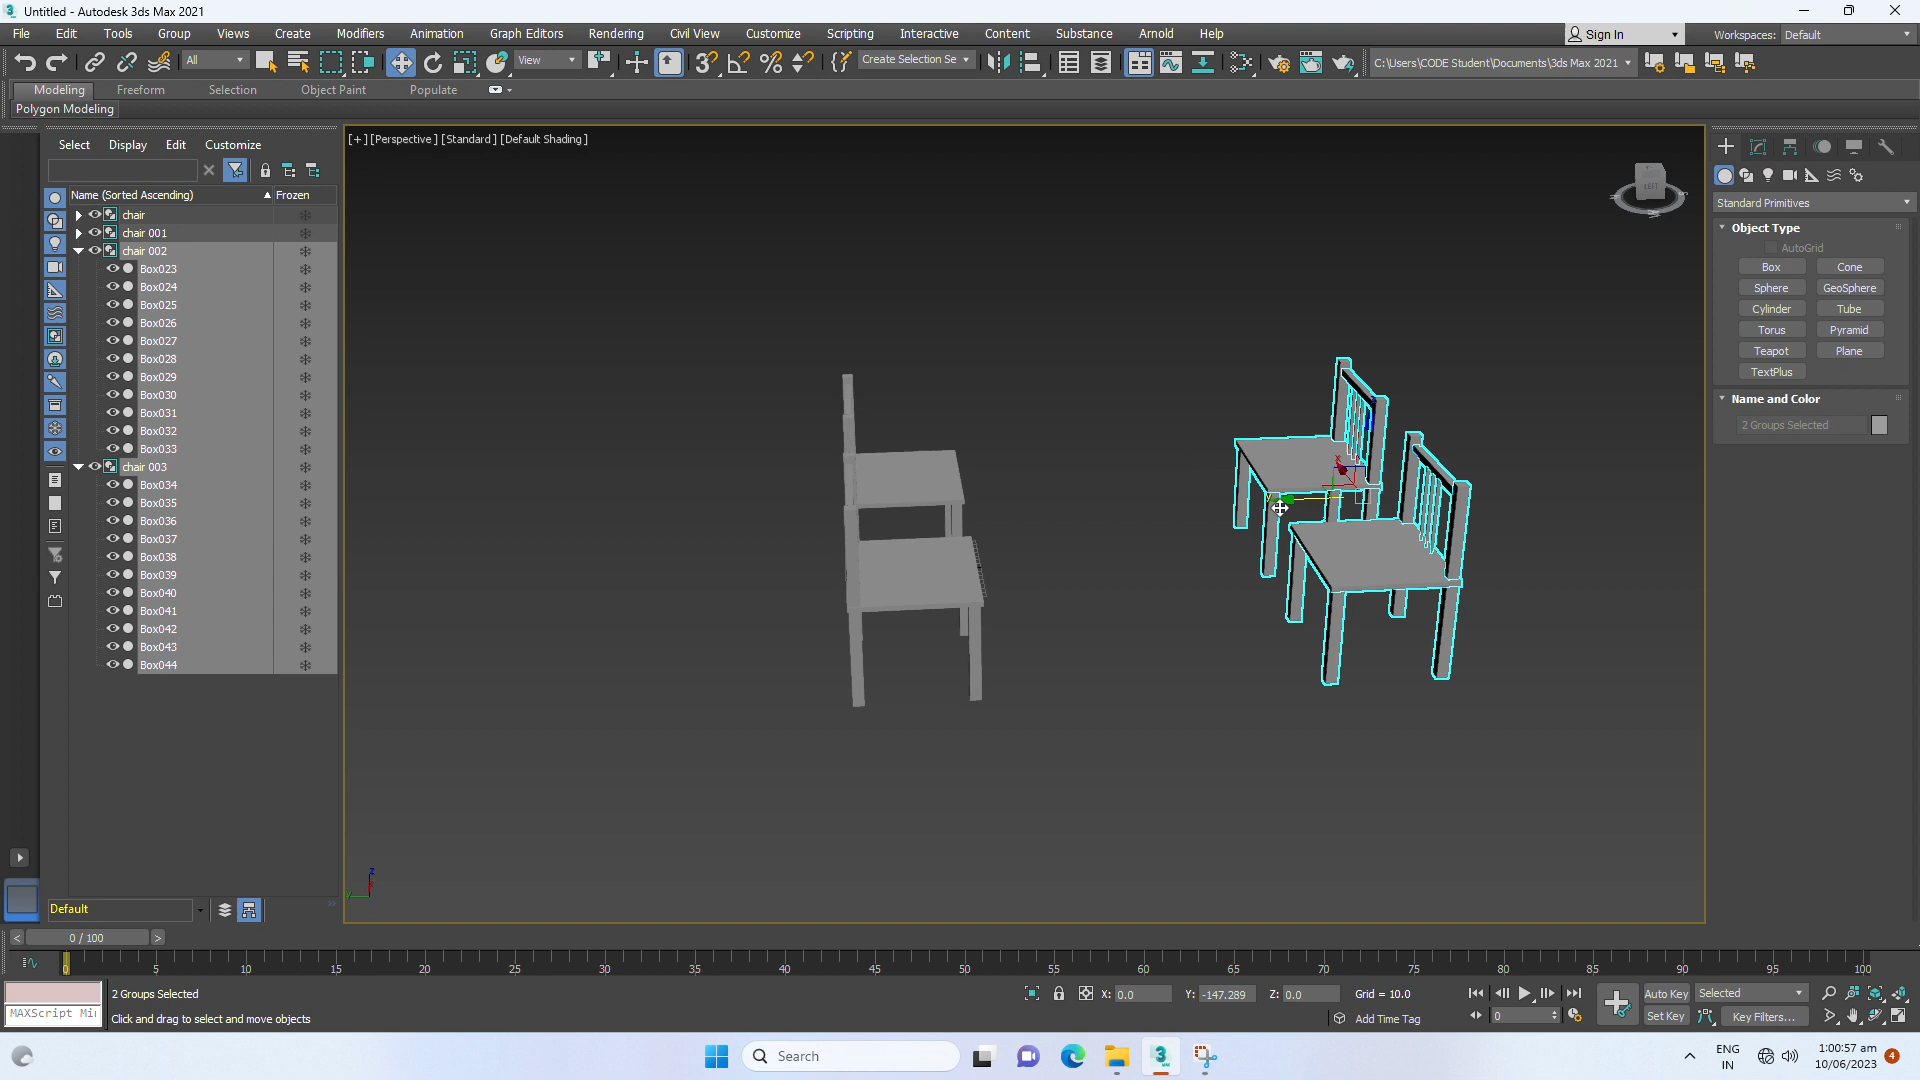 Untitled - Autodesk 3ds Max 2021
File Edit Tools Group Views Create Modifiers Animation Graph Editors Rendering Civil View Customize Scripting Interactive Content Substance Arnold Help
Sign In
Workspaces: Default
All
View
Create Selection Se
C:\Users\CODE Student\Documents\3ds Max 2021
Modeling Freeform Selection Object Paint Populate
Polygon Modeling
Select Display Edit Customize
Name (Sorted Ascending) Frozen
chair
chair 001
chair 002
Box023
Box024
Box025
Box026
Box027
Box028
Box029
Box030
Box031
Box032
Box033
chair 003
Box034
Box035
Box036
Box037
Box038
Box039
Box040
Box041
Box042
Box043
Box044
Default
[+] [Perspective] [Standard] [Default Shading]
LEFT
x
y
z
Standard Primitives
Object Type
AutoGrid
Box Cone
Sphere GeoSphere
Cylinder Tube
Torus Pyramid
Teapot Plane
TextPlus
Name and Color
2 Groups Selected
< 0 / 100 >
0 5 10 15 20 25 30 35 40 45 50 55 60 65 70 75 80 85 90 95 100
MAXScript Mi
2 Groups Selected
Click and drag to select and move objects
X: 0.0 Y: -147.289 Z: 0.0 Grid = 10.0
Add Time Tag
0
Auto Key Selected
Set Key Key Filters...
Search
ENG
IN
1:00:57 am
10/06/2023
4